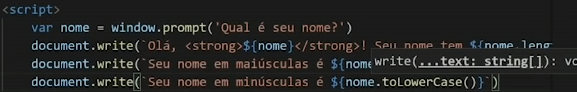 <script>
var nome = window.prompt('Qual é seu nome?')
document.write(`Olá, <strong>${nome}</strong>! Seu nome tem ${nome.leng
document.write(`Seu nome em maiúsculas é ${
write(...text: string[]): vo
document.write(`Seu nome em minúsculas é ${nome.toLowerCase()}`)